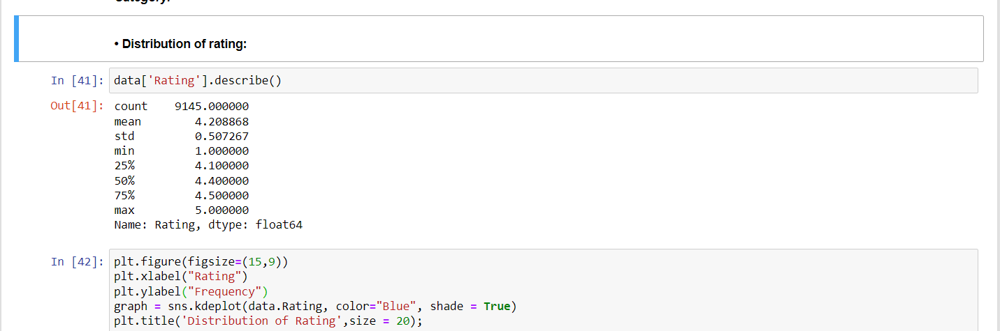 Category:
• Distribution of rating:
In [41]: data['Rating'].describe()
Out[41]: count    9145.000000
mean        4.208868
std         0.507267
min         1.000000
25%         4.100000
50%         4.400000
75%         4.500000
max         5.000000
Name: Rating, dtype: float64
In [42]: plt.figure(figsize=(15,9))
plt.xlabel("Rating")
plt.ylabel("Frequency")
graph = sns.kdeplot(data.Rating, color="Blue", shade = True)
plt.title('Distribution of Rating',size = 20);